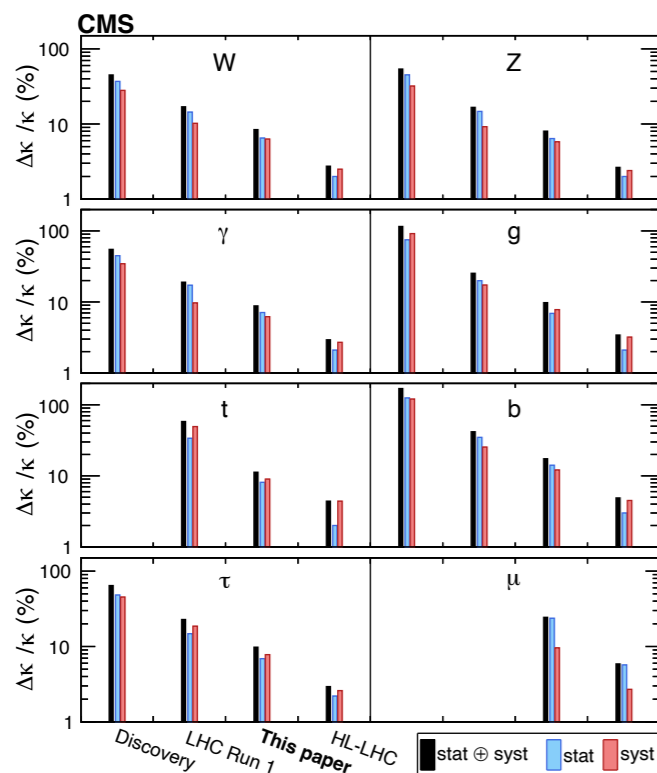 CMS
W
Z
Δκ /κ (%)
100
10
1
γ
g
Δκ /κ (%)
100
10
1
t
b
Δκ /κ (%)
100
10
1
τ
μ
Δκ /κ (%)
100
10
1
Discovery
LHC Run 1
This paper
HL-LHC
stat ⊕ syst
stat
syst